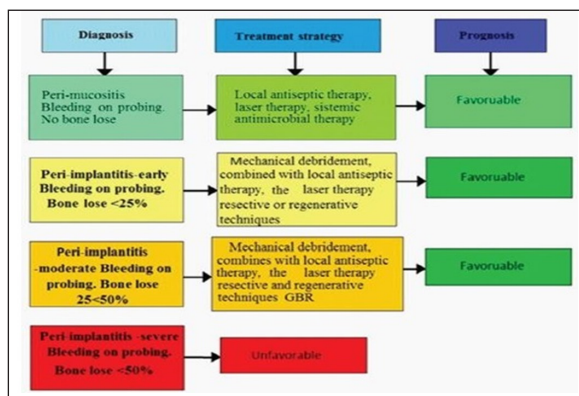 Diagnosis
Treatment strategy
Prognosis
Peri-mucositis
Bleeding on probing.
No bone lose
Local antiseptic therapy,
laser therapy, sistemic
antimicrobial therapy
Favoruable
Peri-implantitis-early
Bleeding on probing.
Bone lose <25%
Mechanical debridement,
combined with local antiseptic
therapy, the laser therapy
resective or regenerative
techniques
Favoruable
Peri-implantitis
-moderate Bleeding on
probing. Bone lose
25<50%
Mechanical debridement,
combines with local antiseptic
therapy, the laser therapy
resective and regenerative
techniques GBR
Favoruable
Peri-implantitis -severe
Bleeding on probing.
Bone lose <50%
Unfavorable